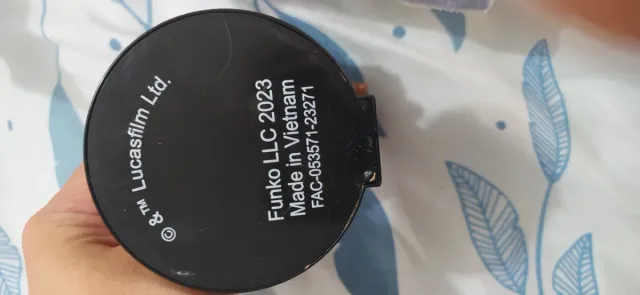 © & ™ Lucasfilm Ltd.
Funko LLC 2023
Made in Vietnam
FAC-053571-23271